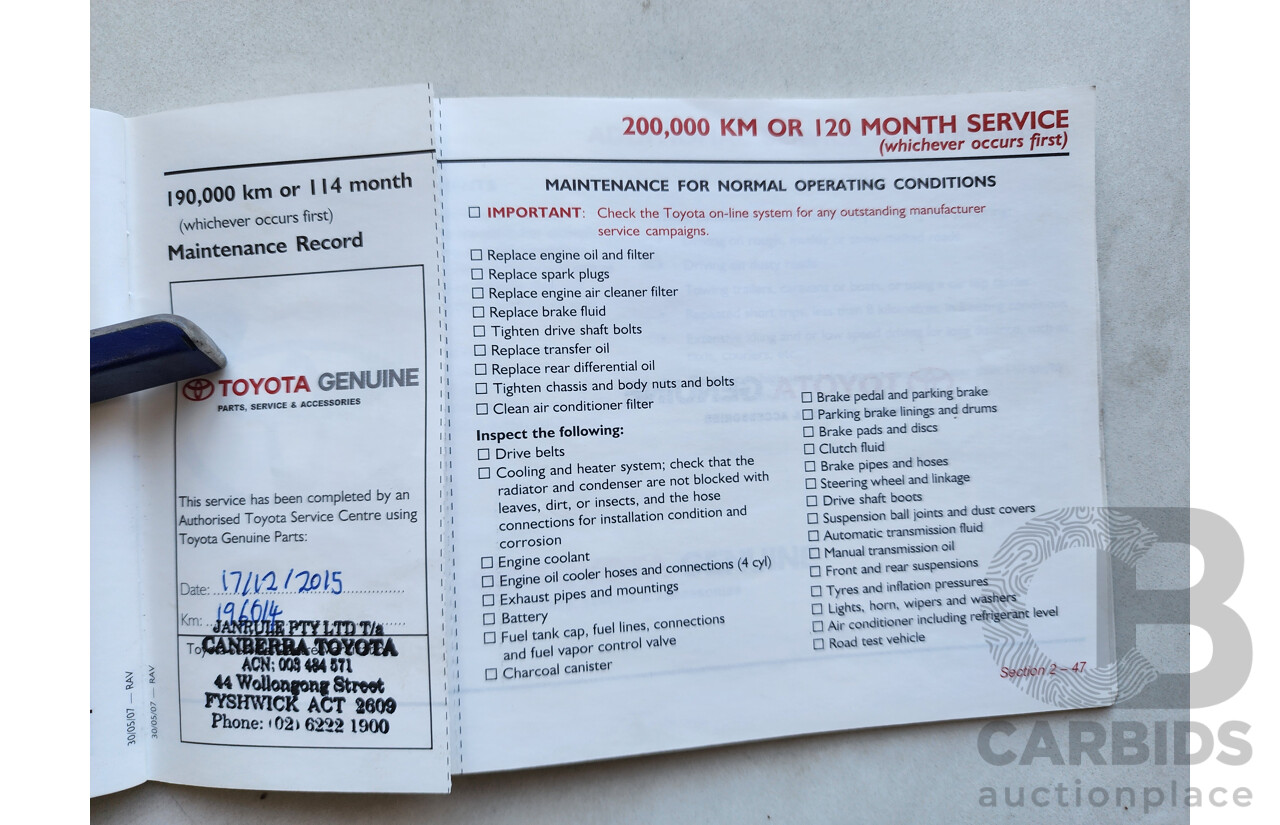 190,000 km or 114 month
(whichever occurs first)
Maintenance Record
TOYOTA GENUINE
PARTS, SERVICE & ACCESSORIES
This service has been completed by an
Authorised Toyota Service Centre using
Toyota Genuine Parts:
Date: 17/12/2015
Km: 196014
JANRULE PTY LTD T/a
CANBERRA TOYOTA
ACN: 003 484 571
44 Wollongong Street
FYSHWICK ACT 2609
Phone: (02) 6222 1900
30/05/07 — RAV
30/05/07 — RAV
200,000 KM OR 120 MONTH SERVICE
(whichever occurs first)
MAINTENANCE FOR NORMAL OPERATING CONDITIONS
IMPORTANT: Check the Toyota on-line system for any outstanding manufacturer
service campaigns.
Replace engine oil and filter
Replace spark plugs
Replace engine air cleaner filter
Replace brake fluid
Tighten drive shaft bolts
Replace transfer oil
Replace rear differential oil
Tighten chassis and body nuts and bolts
Clean air conditioner filter
Inspect the following:
Drive belts
Cooling and heater system; check that the
radiator and condenser are not blocked with
leaves, dirt, or insects, and the hose
connections for installation condition and
corrosion
Engine coolant
Engine oil cooler hoses and connections (4 cyl)
Exhaust pipes and mountings
Battery
Fuel tank cap, fuel lines, connections
and fuel vapor control valve
Charcoal canister
Brake pedal and parking brake
Parking brake linings and drums
Brake pads and discs
Clutch fluid
Brake pipes and hoses
Steering wheel and linkage
Drive shaft boots
Suspension ball joints and dust covers
Automatic transmission fluid
Manual transmission oil
Front and rear suspensions
Tyres and inflation pressures
Lights, horn, wipers and washers
Air conditioner including refrigerant level
Road test vehicle
Section 2 – 47
CB
CARBIDS
auctionplace